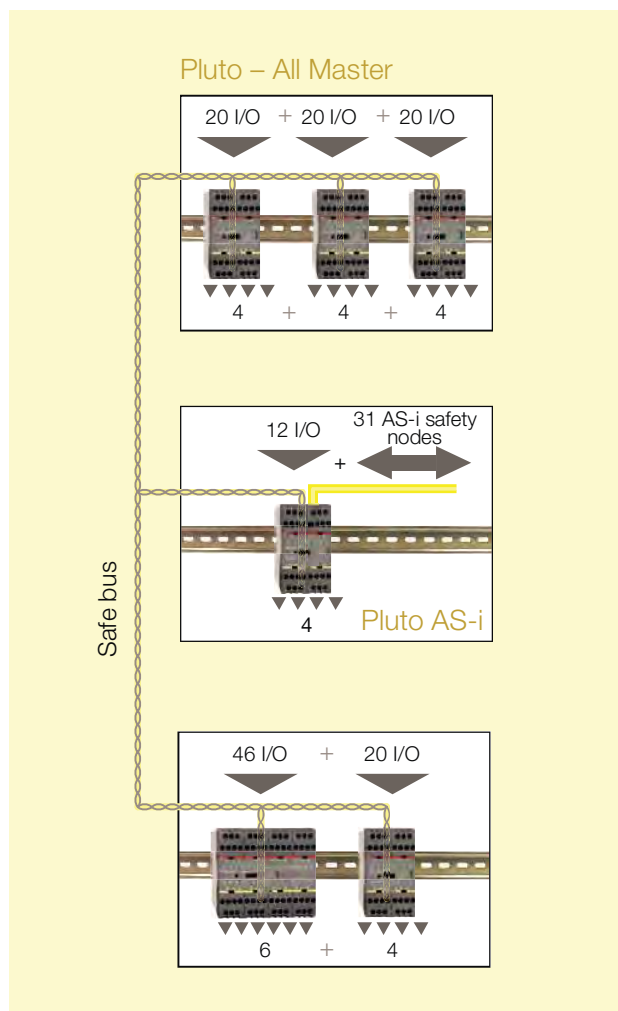 Pluto – All Master
20 I/O + 20 I/O + 20 I/O
4 + 4 + 4
12 I/O
31 AS-i safety
nodes
+
4
Pluto AS-i
Safe bus
46 I/O + 20 I/O
6 + 4